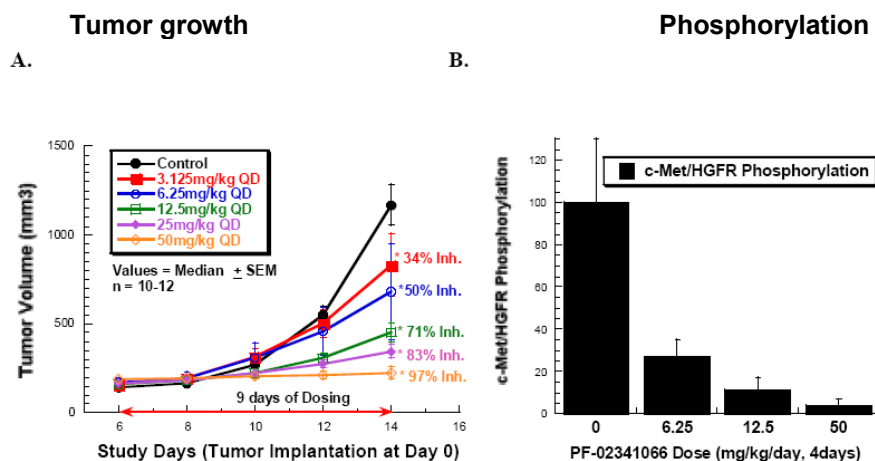 Tumor growth
Phosphorylation
A.
B.
1500
1000
500
0
Tumor Volume (mm3)
Control
3.125mg/kg QD
6.25mg/kg QD
12.5mg/kg QD
25mg/kg QD
50mg/kg QD
Values = Median ± SEM
n = 10-12
* 34% Inh.
*50% Inh.
* 71% Inh.
* 83% Inh.
* 97% Inh.
9 days of Dosing
6 8 10 12 14 16
Study Days (Tumor Implantation at Day 0)
c-Met/HGFR Phosphorylation
120
100
80
60
40
20
0
c-Met/HGFR Phosphorylation
0 6.25 12.5 50
PF-02341066 Dose (mg/kg/day, 4days)